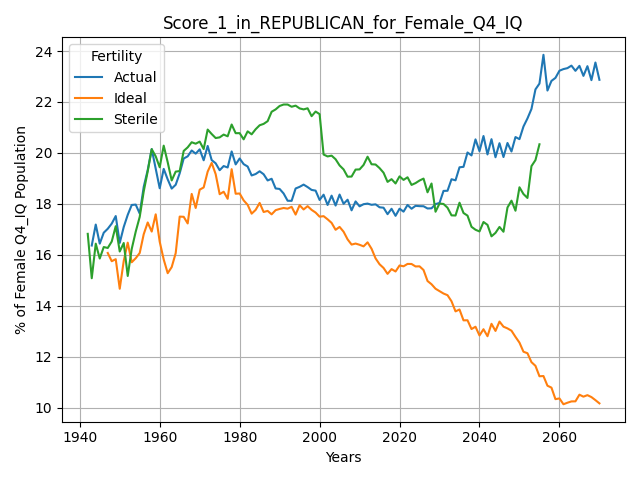 Score_1_in_REPUBLICAN_for_Female_Q4_IQ
Fertility
Actual
Ideal
Sterile
% of Female Q4_IQ Population
24
22
20
18
16
14
12
10
1940
1960
1980
2000
2020
2040
2060
Years